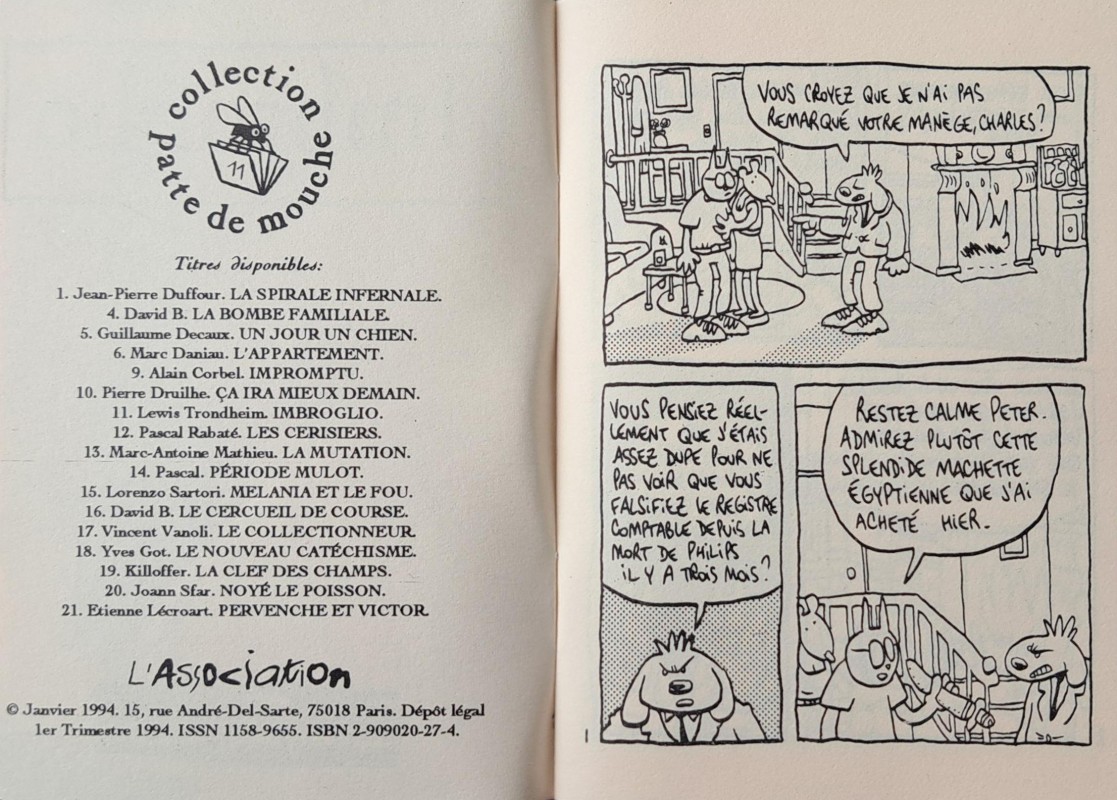 collection
patte de mouche
11
Titres disponibles:
1. Jean-Pierre Duffour. LA SPIRALE INFERNALE.
4. David B. LA BOMBE FAMILIALE.
5. Guillaume Decaux. UN JOUR UN CHIEN.
6. Marc Daniau. L'APPARTEMENT.
9. Alain Corbel. IMPROMPTU.
10. Pierre Druilhe. ÇA IRA MIEUX DEMAIN.
11. Lewis Trondheim. IMBROGLIO.
12. Pascal Rabaté. LES CERISIERS.
13. Marc-Antoine Mathieu. LA MUTATION.
14. Pascal. PÉRIODE MULOT.
15. Lorenzo Sartori. MELANIA ET LE FOU.
16. David B. LE CERCUEIL DE COURSE.
17. Vincent Vanoli. LE COLLECTIONNEUR.
18. Yves Got. LE NOUVEAU CATÉCHISME.
19. Killoffer. LA CLEF DES CHAMPS.
20. Joann Sfar. NOYÉ LE POISSON.
21. Etienne Lécroart. PERVENCHE ET VICTOR.
L'ASSOCIATION
© Janvier 1994. 15, rue André-Del-Sarte, 75018 Paris. Dépôt légal
1er Trimestre 1994. ISSN 1158-9655. ISBN 2-909020-27-4.
VOUS CROYEZ QUE JE N'AI PAS
REMARQUÉ VOTRE MANÈGE, CHARLES?
VOUS PENSIEZ RÉEL-
LEMENT QUE J'ÉTAIS
ASSEZ DUPE POUR NE
PAS VOIR QUE VOUS
FALSIFIEZ LE REGISTRE
COMPTABLE DEPUIS LA
MORT DE PHILIPS
IL Y A TROIS MOIS?
RESTEZ CALME PETER.
ADMIREZ PLUTÔT CETTE
SPLENDIDE MACHETTE
ÉGYPTIENNE QUE J'AI
ACHETÉ HIER.
1